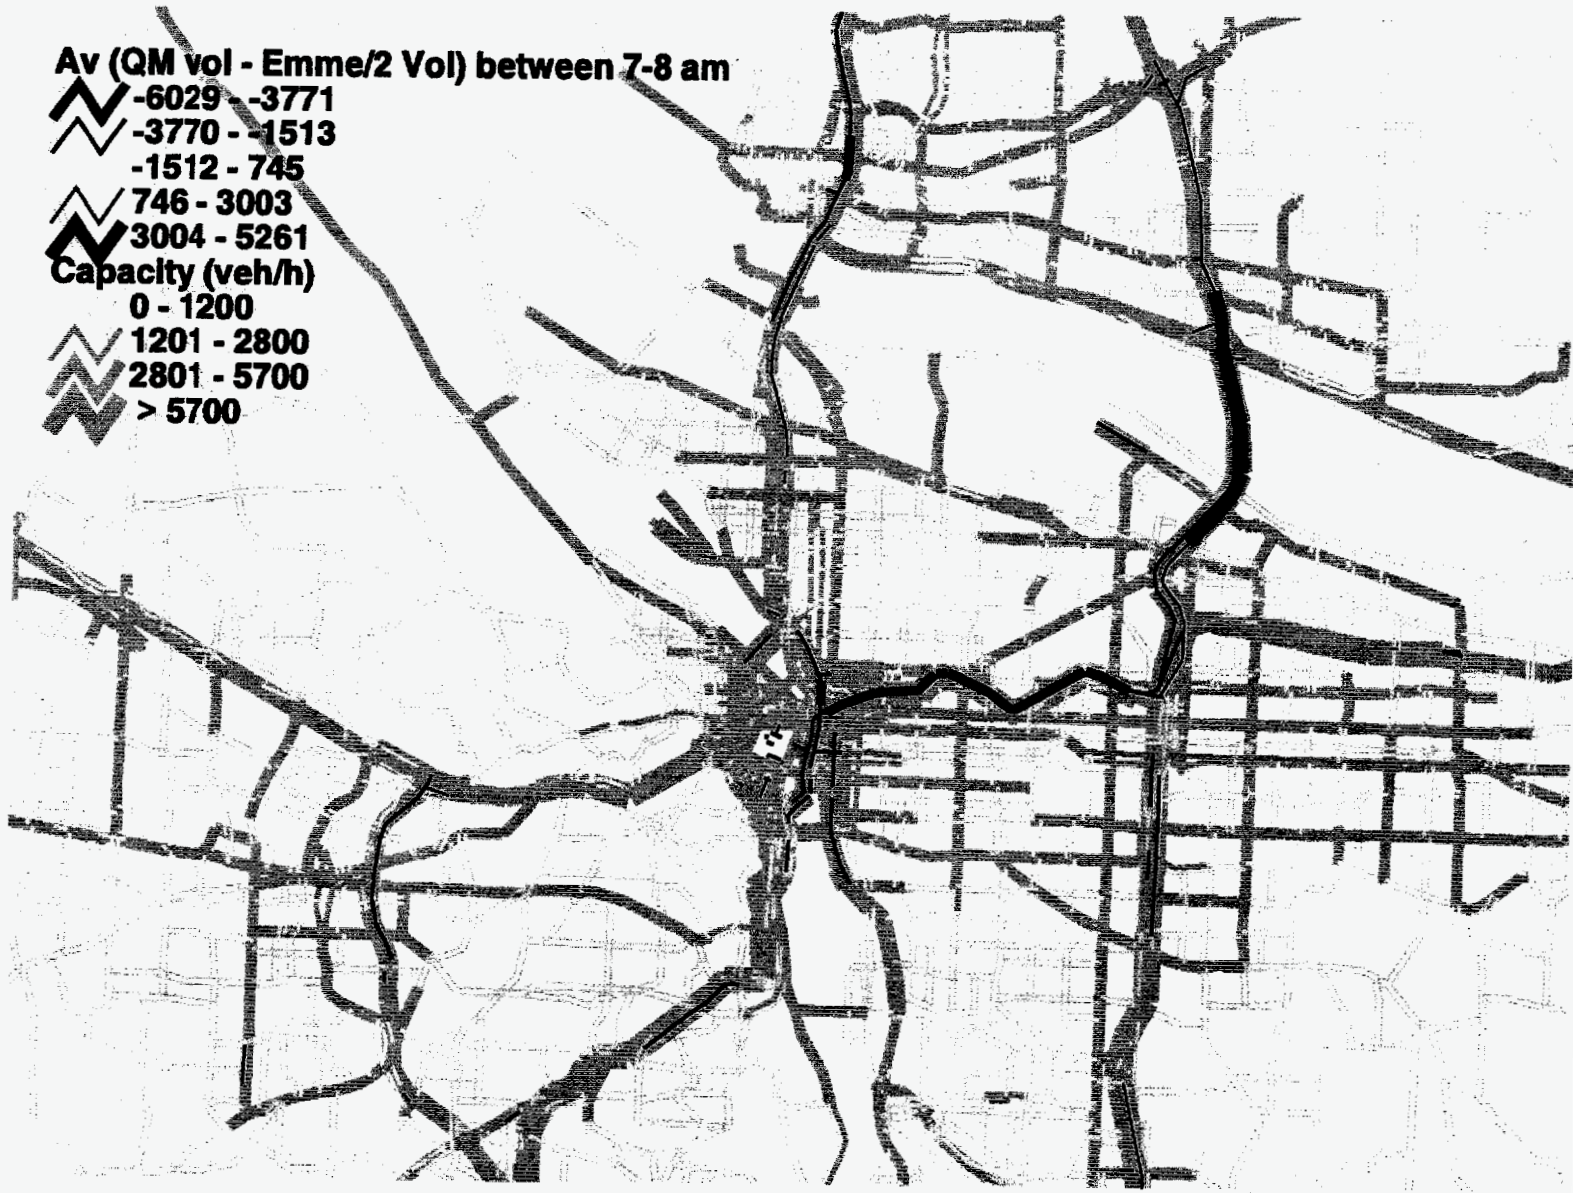 Av (QM vol - Emme/2 Vol) between 7-8 am
-6029 - -3771
-3770 - -1513
-1512 - 745
746 - 3003
3004 - 5261
Capacity (veh/h)
0 - 1200
1201 - 2800
2801 - 5700
> 5700